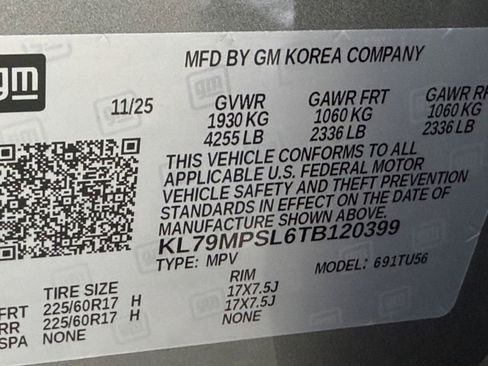 gm
MFD BY GM KOREA COMPANY
11/25 GVWR GAWR FRT GAWR RR
1930 KG 1060 KG 1060 KG
4255 LB 2336 LB 2336 LB
THIS VEHICLE CONFORMS TO ALL
APPLICABLE U.S. FEDERAL MOTOR
VEHICLE SAFETY AND THEFT PREVENTION
STANDARDS IN EFFECT ON THE DATE OF
MANUFACTURE SHOWN ABOVE.
KL79MPSL6TB120399
TYPE: MPV MODEL: 691TU56
TIRE SIZE RIM
FRT 225/60R17 H 17X7.5J
RR 225/60R17 H 17X7.5J
SPA NONE NONE